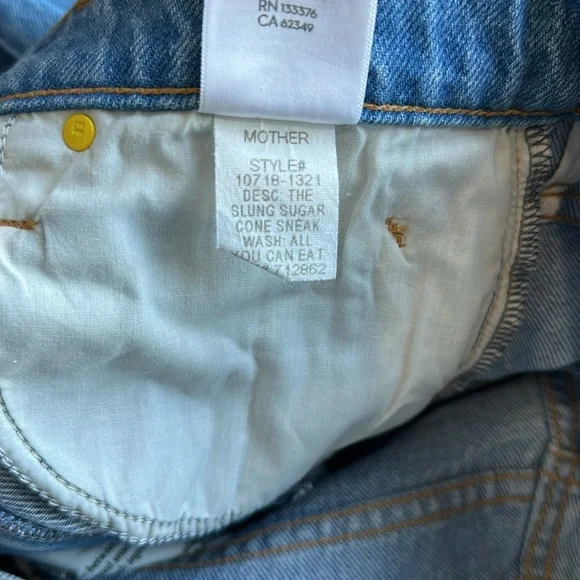 RN 133376
CA 62349
MOTHER
STYLE#
10718-1321
DESC: THE
SLUNG SUGAR
CONE SNEAK
WASH: ALL
YOU CAN EAT
712862